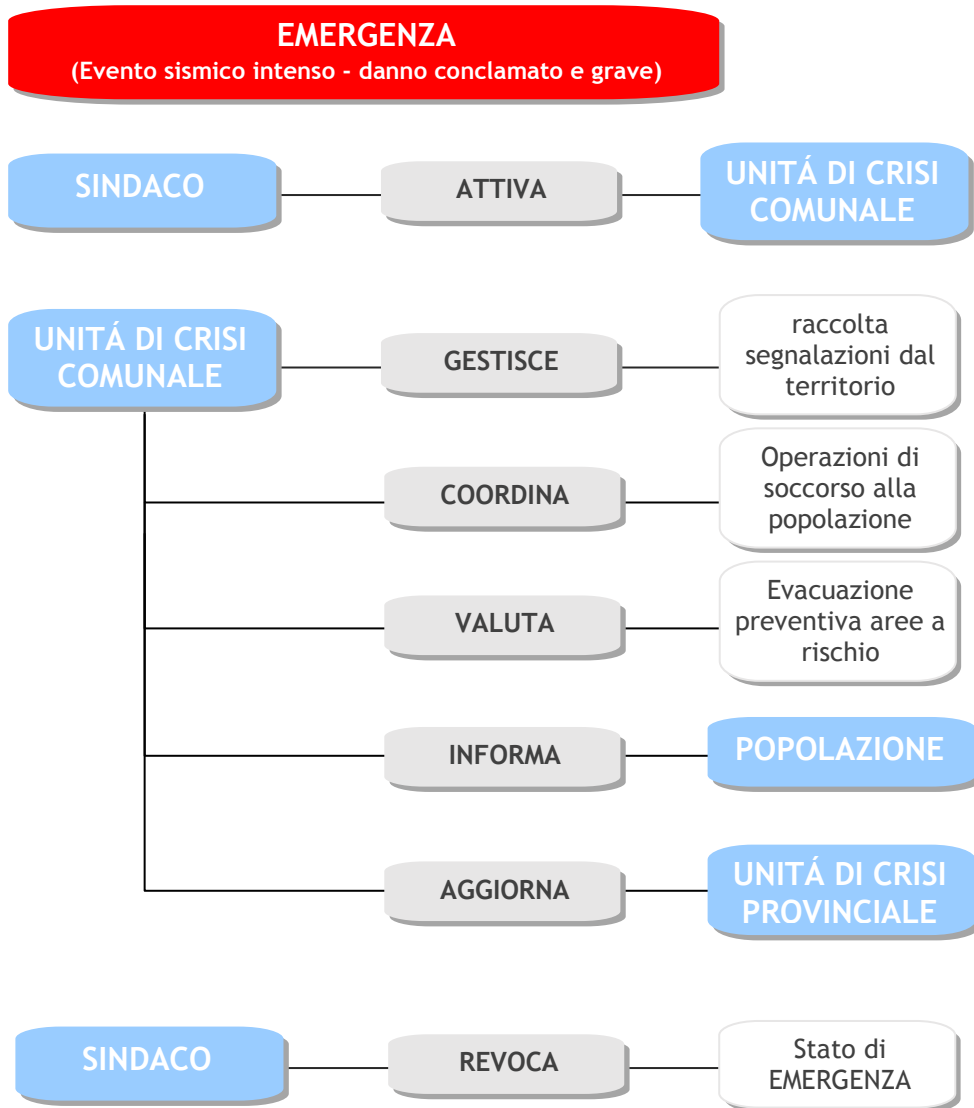 EMERGENZA
(Evento sismico intenso - danno conclamato e grave)
SINDACO
ATTIVA
UNITÁ DI CRISI
COMUNALE
UNITÁ DI CRISI
COMUNALE
GESTISCE
raccolta
segnalazioni dal
territorio
COORDINA
Operazioni di
soccorso alla
popolazione
VALUTA
Evacuazione
preventiva aree a
rischio
INFORMA
POPOLAZIONE
AGGIORNA
UNITÁ DI CRISI
PROVINCIALE
SINDACO
REVOCA
Stato di
EMERGENZA